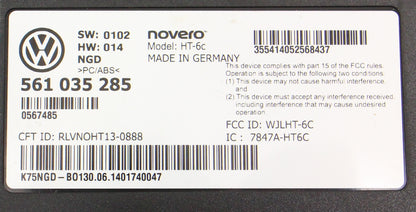 SW: 0102
HW: 014
NGD
>PC/ABS<
561 035 285
0567485
CFT ID: RLVNOHT13-0888
K75NGD-BO130.06.1401740047
novero™
Model: HT-6c
MADE IN GERMANY
355414052568437
This device complies with part 15 of the FCC rules.
Operation is subject to the following two conditions:
(1) This device may not cause harmful interference.
and
(2) This device must accept any interference received
including interference that may cause undesired
operation
FCC ID: WJLHT-6C
IC : 7847A-HT6C